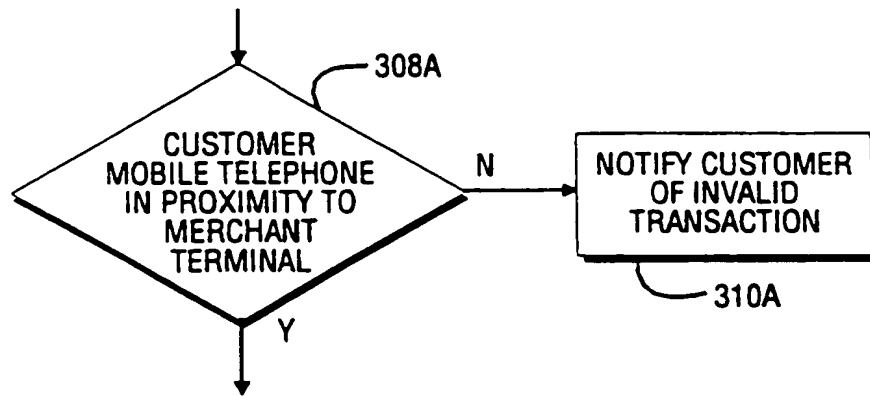 308A
CUSTOMER
MOBILE TELEPHONE
IN PROXIMITY TO
MERCHANT
TERMINAL
N
NOTIFY CUSTOMER
OF INVALID
TRANSACTION
310A
Y